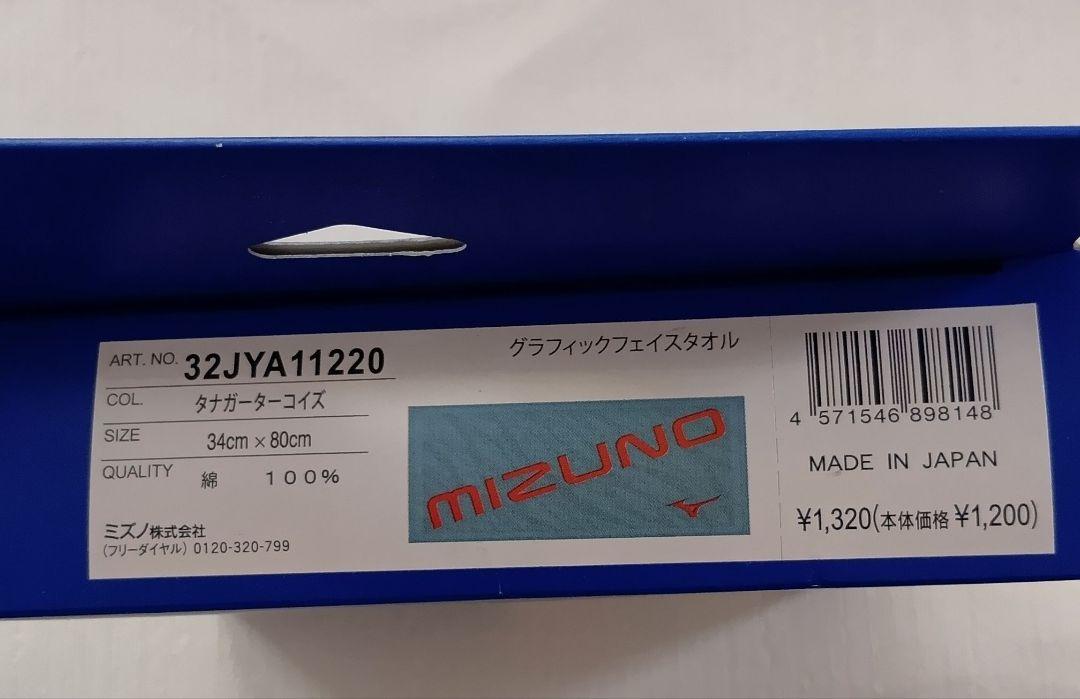 ART. NO. 32JYA11220
COL. タナガーターコイズ
SIZE 34cm×80cm
QUALITY 綿 100%
ミズノ株式会社
(フリーダイヤル) 0120-320-799
グラフィックフェイスタオル
MIZUNO
4 571546 898148
MADE IN JAPAN
¥1,320(本体価格 ¥1,200)